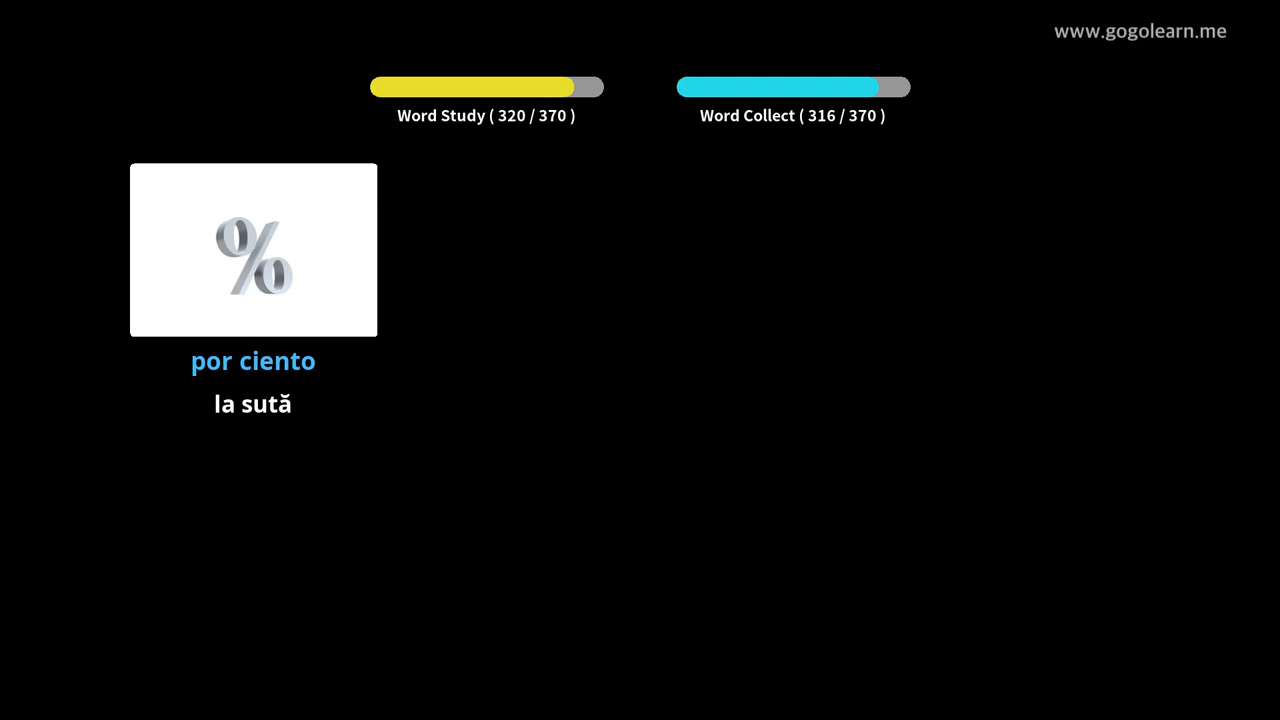 www.gogolearn.me
Word Study ( 320 / 370 )
Word Collect ( 316 / 370 )
%
por ciento
la sută